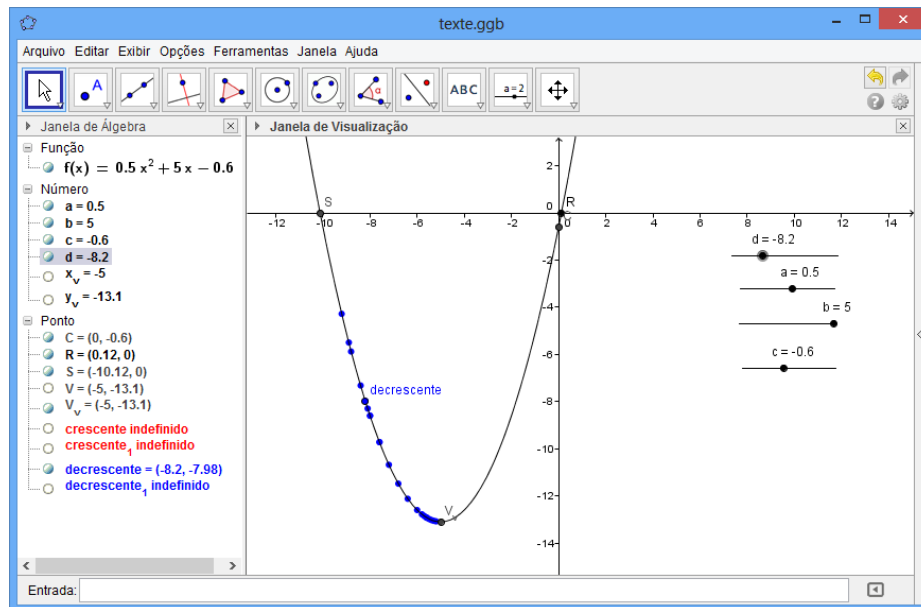 texte.ggb
Arquivo Editar Exibir Opções Ferramentas Janela Ajuda
A
α
ABC
a=2
Janela de Álgebra
Função
f(x) = 0.5 x² + 5 x − 0.6
Número
a = 0.5
b = 5
c = -0.6
d = -8.2
x_v = -5
y_v = -13.1
Ponto
C = (0, -0.6)
R = (0.12, 0)
S = (-10.12, 0)
V = (-5, -13.1)
V_v = (-5, -13.1)
crescente indefinido
crescente_1 indefinido
decrescente = (-8.2, -7.98)
decrescente_1 indefinido
Janela de Visualização
2
0
S
R
-12 -10 -8 -6 -4 -2 0 2 4 6 8 10 12 14
-2
-4
-6
-8
-10
-12
-14
d = -8.2
a = 0.5
b = 5
c = -0.6
decrescente
V
Entrada: